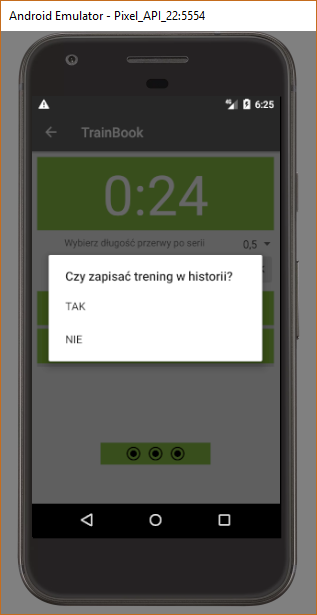 Android Emulator - Pixel_API_22:5554
6:25
TrainBook
0:24
Wybierz długość przerwy po serii
0,5
Czy zapisać trening w historii?
TAK
NIE